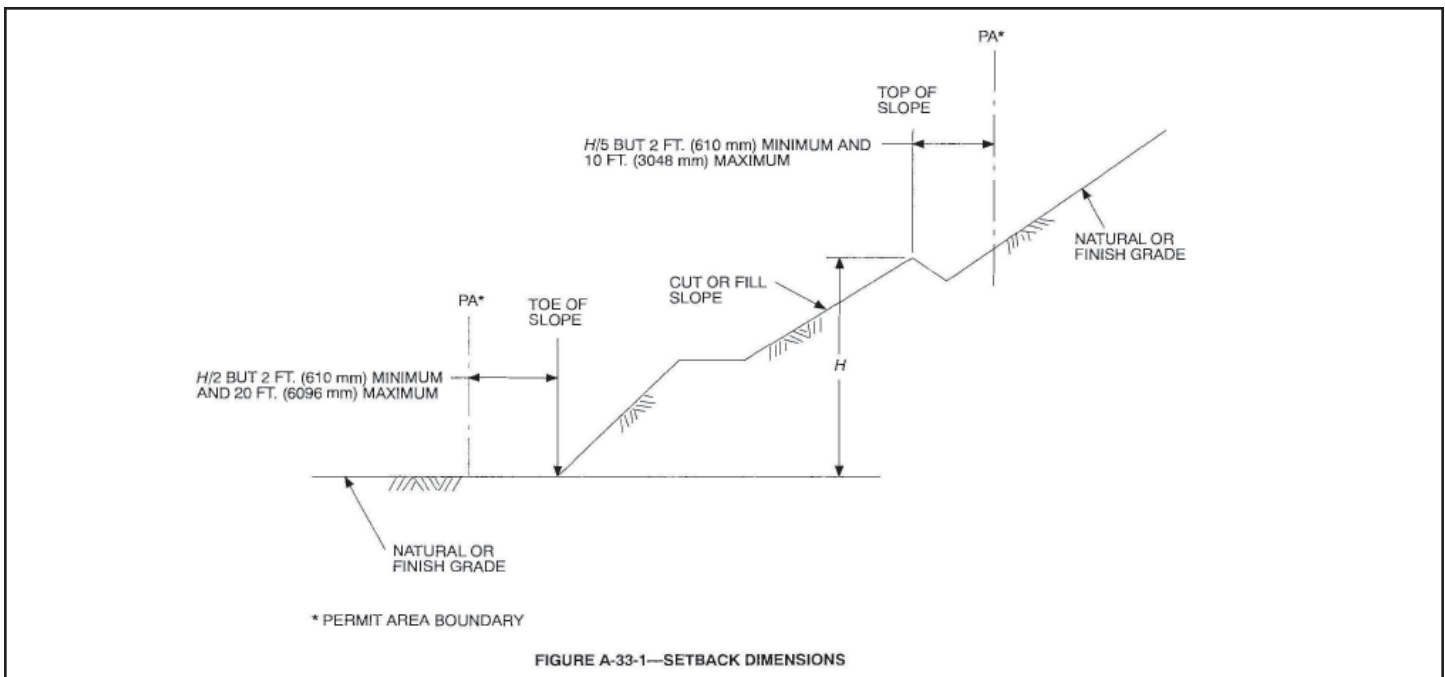 PA*
TOP OF
SLOPE
H/5 BUT 2 FT. (610 mm) MINIMUM AND
10 FT. (3048 mm) MAXIMUM
NATURAL OR
FINISH GRADE
CUT OR FILL
SLOPE
PA*
TOE OF
SLOPE
H
H/2 BUT 2 FT. (610 mm) MINIMUM
AND 20 FT. (6096 mm) MAXIMUM
NATURAL OR
FINISH GRADE
* PERMIT AREA BOUNDARY
FIGURE A-33-1—SETBACK DIMENSIONS